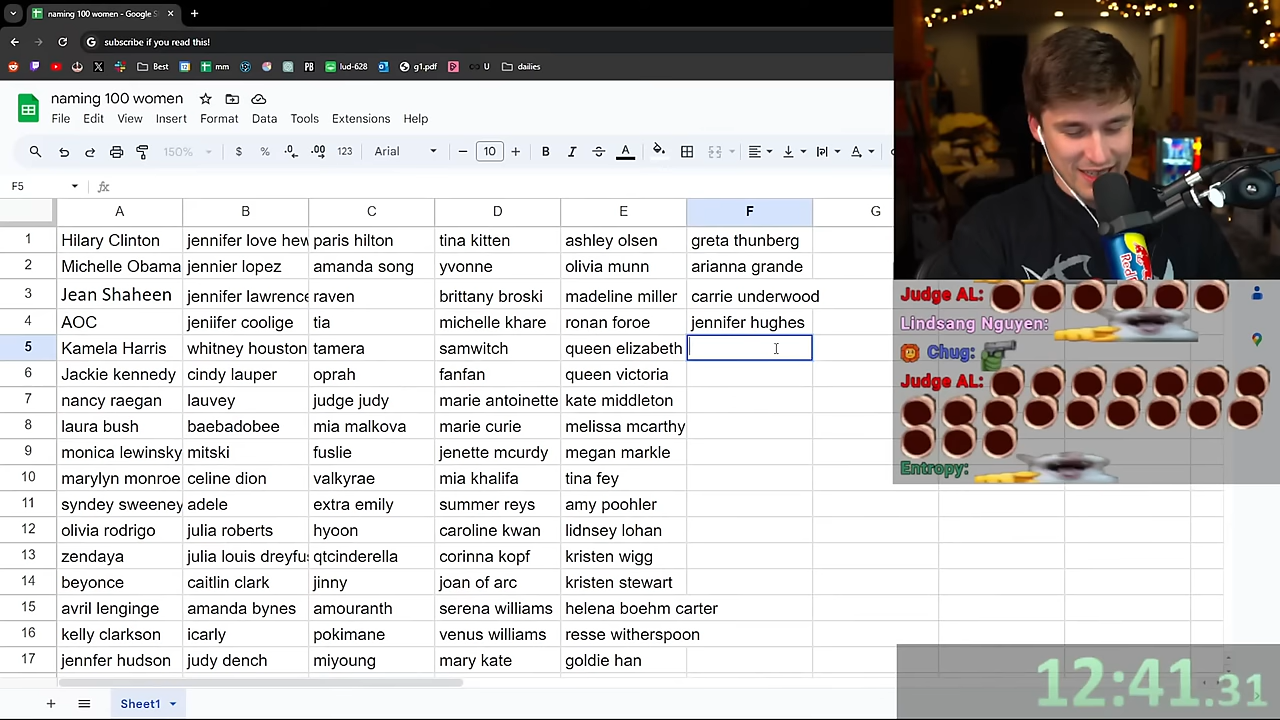 naming 100 women - Google S
subscribe if you read this!
Best
mm
lud-628
g1.pdf
U
dailies
naming 100 women
File Edit View Insert Format Data Tools Extensions Help
150% $ % .0 .00 123 Arial 10 B I A
F5 fx
A B C D E F G
1 Hilary Clinton jennifer love hew paris hilton tina kitten ashley olsen greta thunberg
2 Michelle Obama jennier lopez amanda song yvonne olivia munn arianna grande
3 Jean Shaheen jennifer lawrence raven brittany broski madeline miller carrie underwood
4 AOC jeniifer coolige tia michelle khare ronan foroe jennifer hughes
5 Kamela Harris whitney houston tamera samwitch queen elizabeth
6 Jackie kennedy cindy lauper oprah fanfan queen victoria
7 nancy raegan lauvey judge judy marie antoinette kate middleton
8 laura bush baebadobee mia malkova marie curie melissa mcarthy
9 monica lewinsky mitski fuslie jenette mcurdy megan markle
10 marylyn monroe celine dion valkyrae mia khalifa tina fey
11 syndey sweeney adele extra emily summer reys amy poohler
12 olivia rodrigo julia roberts hyoon caroline kwan lidnsey lohan
13 zendaya julia louis dreyfus qtcinderella corinna kopf kristen wigg
14 beyonce caitlin clark jinny joan of arc kristen stewart
15 avril lenginge amanda bynes amouranth serena williams helena boehm carter
16 kelly clarkson icarly pokimane venus williams resse witherspoon
17 jennfer hudson judy dench miyoung mary kate goldie han
Sheet1
Judge AL:
Lindsang Nguyen:
Chug:
Judge AL:
Entropy:
12:41.31